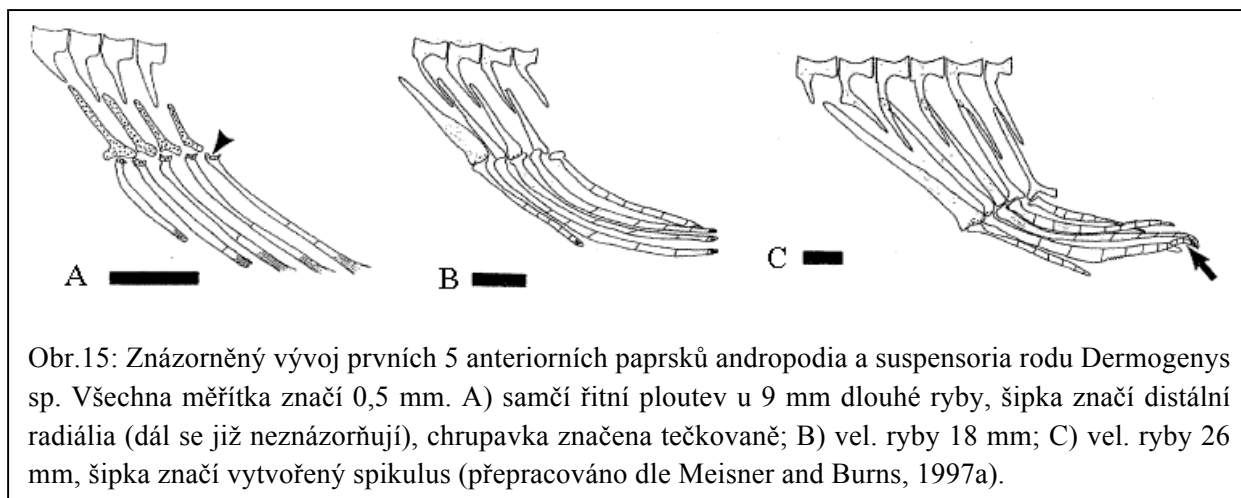 A
B
C
Obr.15: Znázorněný vývoj prvních 5 anteriorních paprsků andropodia a suspensoria rodu Dermogenys
sp. Všechna měřítka značí 0,5 mm. A) samčí řitní ploutev u 9 mm dlouhé ryby, šipka značí distální
radiália (dál se již neznázorňují), chrupavka značena tečkovaně; B) vel. ryby 18 mm; C) vel. ryby 26
mm, šipka značí vytvořený spikulus (přepracováno dle Meisner and Burns, 1997a).